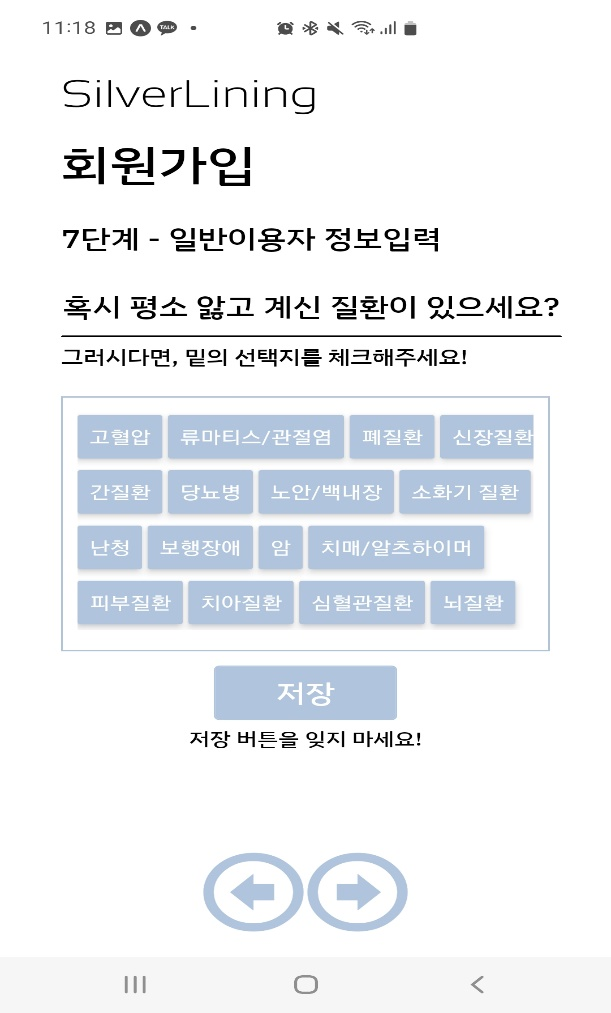 11:18
TALK
SilverLining
회원가입
7단계 - 일반이용자 정보입력
혹시 평소 앓고 계신 질환이 있으세요?
그러시다면, 밑의 선택지를 체크해주세요!
고혈압 류마티스/관절염 폐질환 신장질환
간질환 당뇨병 노안/백내장 소화기 질환
난청 보행장애 암 치매/알츠하이머
피부질환 치아질환 심혈관질환 뇌질환
저장
저장 버튼을 잊지 마세요!